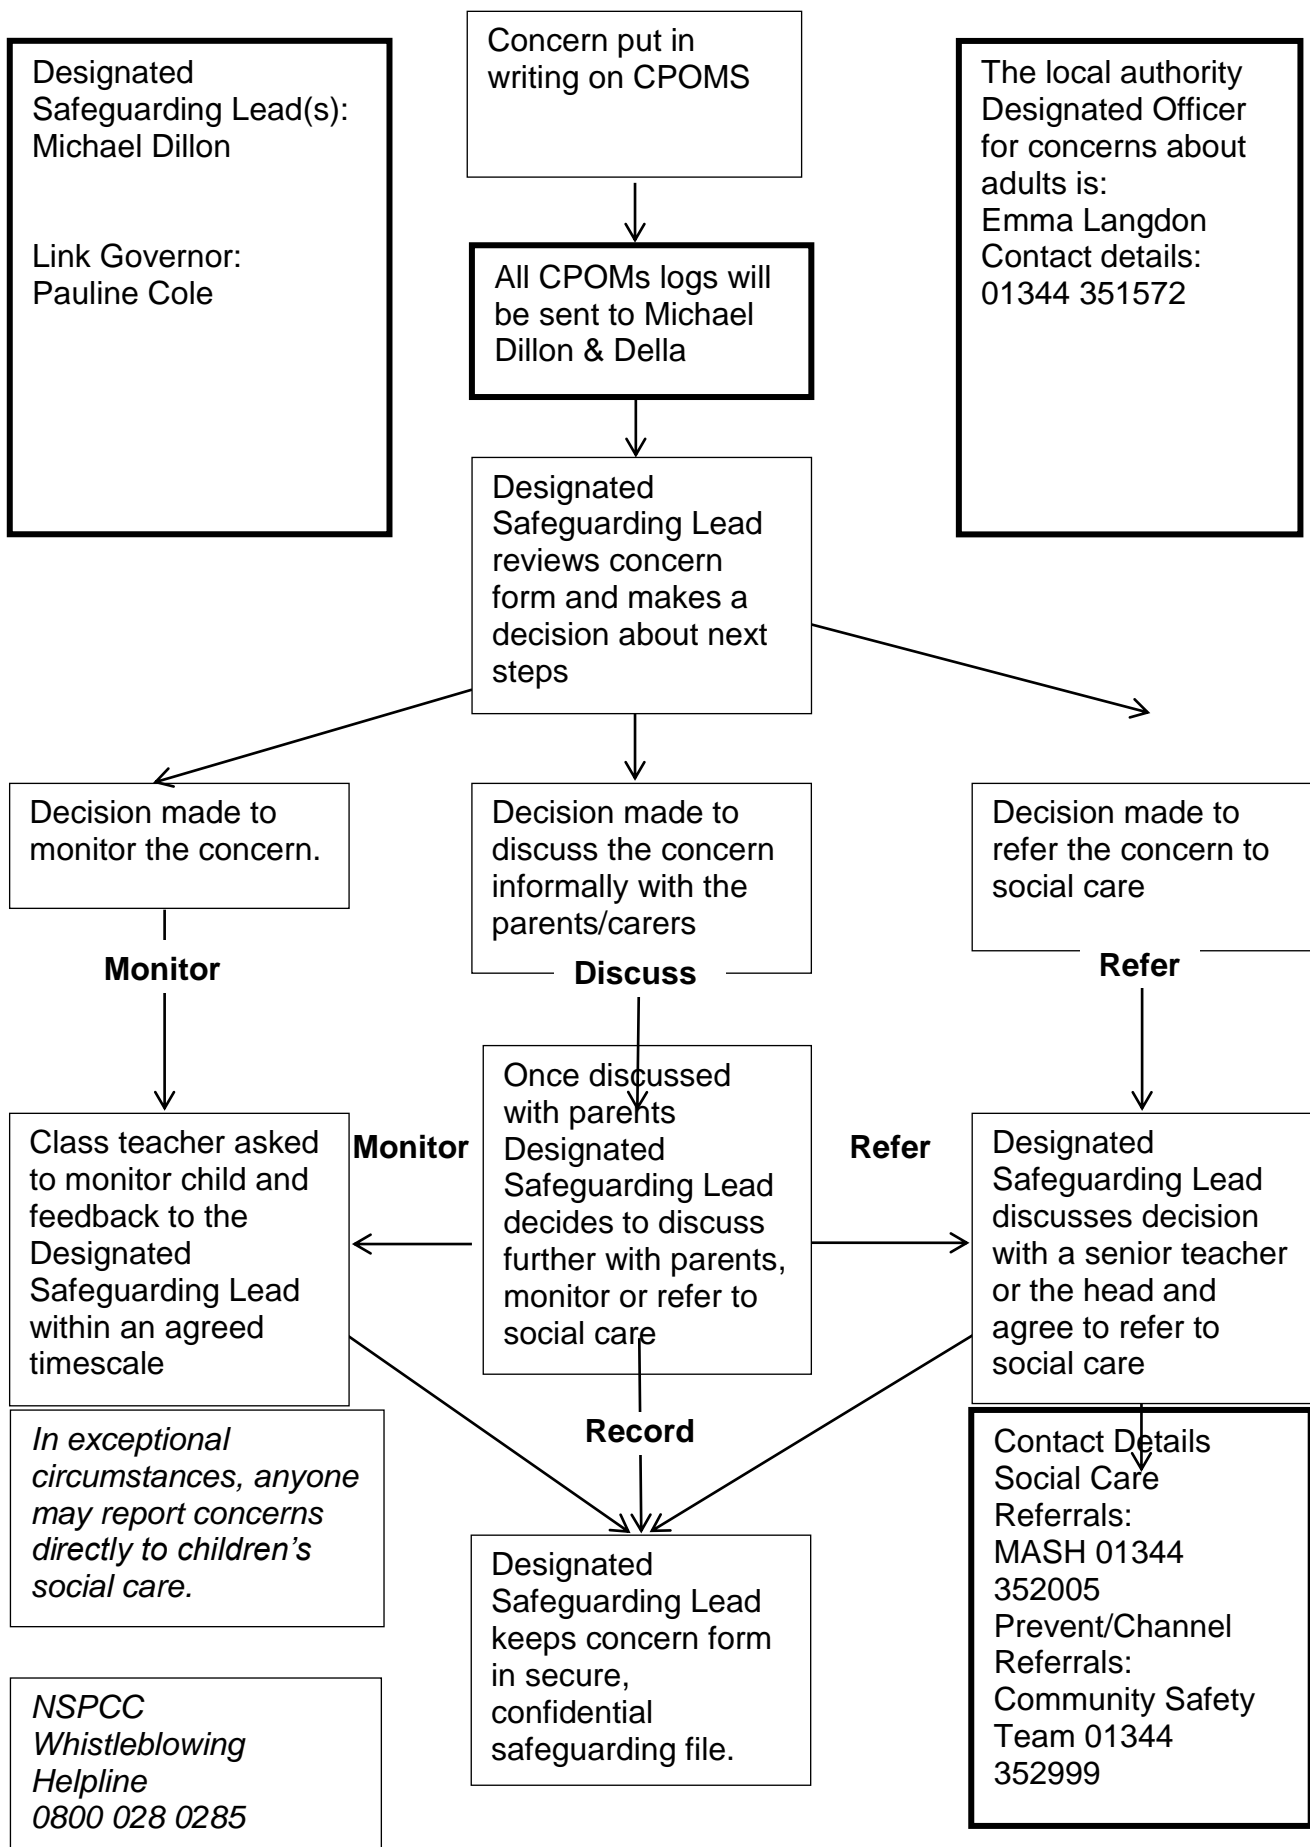 Designated
Safeguarding Lead(s):
Michael Dillon
Link Governor:
Pauline Cole
Concern put in
writing on CPOMS
The local authority
Designated Officer
for concerns about
adults is:
Emma Langdon
Contact details:
01344 351572
All CPOMs logs will
be sent to Michael
Dillon & Della
Designated
Safeguarding Lead
reviews concern
form and makes a
decision about next
steps
Decision made to
monitor the concern.
Decision made to
discuss the concern
informally with the
parents/carers
Decision made to
refer the concern to
social care
Monitor
Discuss
Refer
Class teacher asked
to monitor child and
feedback to the
Designated
Safeguarding Lead
within an agreed
timescale
Monitor
Once discussed
with parents
Designated
Safeguarding Lead
decides to discuss
further with parents,
monitor or refer to
social care
Refer
Designated
Safeguarding Lead
discusses decision
with a senior teacher
or the head and
agree to refer to
social care
In exceptional
circumstances, anyone
may report concerns
directly to children’s
social care.
Record
Contact Details
Social Care
Referrals:
MASH 01344
352005
Prevent/Channel
Referrals:
Community Safety
Team 01344
352999
Designated
Safeguarding Lead
keeps concern form
in secure,
confidential
safeguarding file.
NSPCC
Whistleblowing
Helpline
0800 028 0285